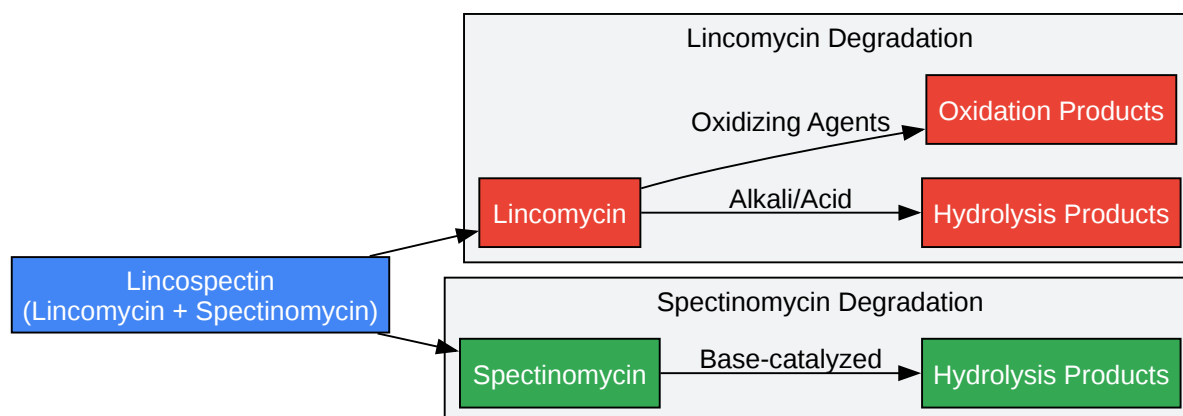 Lincomycin Degradation
Oxidizing Agents
Oxidation Products
Lincomycin
Alkali/Acid
Hydrolysis Products
Lincospectin
(Lincomycin + Spectinomycin)
Spectinomycin Degradation
Spectinomycin
Base-catalyzed
Hydrolysis Products